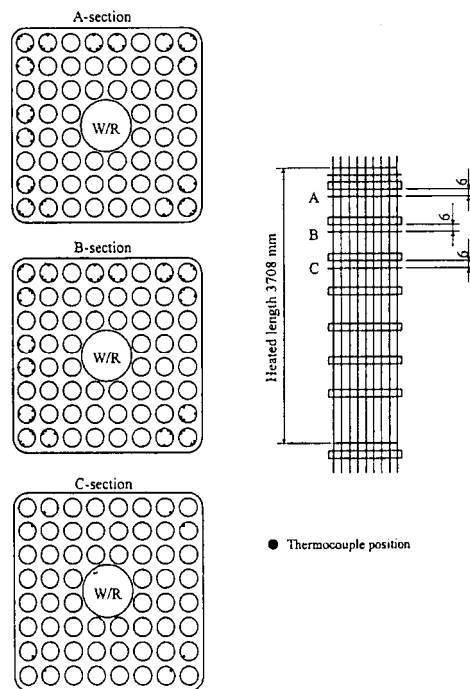 A-section
W/R
B-section
W/R
C-section
W/R
Heated length 3708 mm
A
B
C
6
6
6
● Thermocouple position